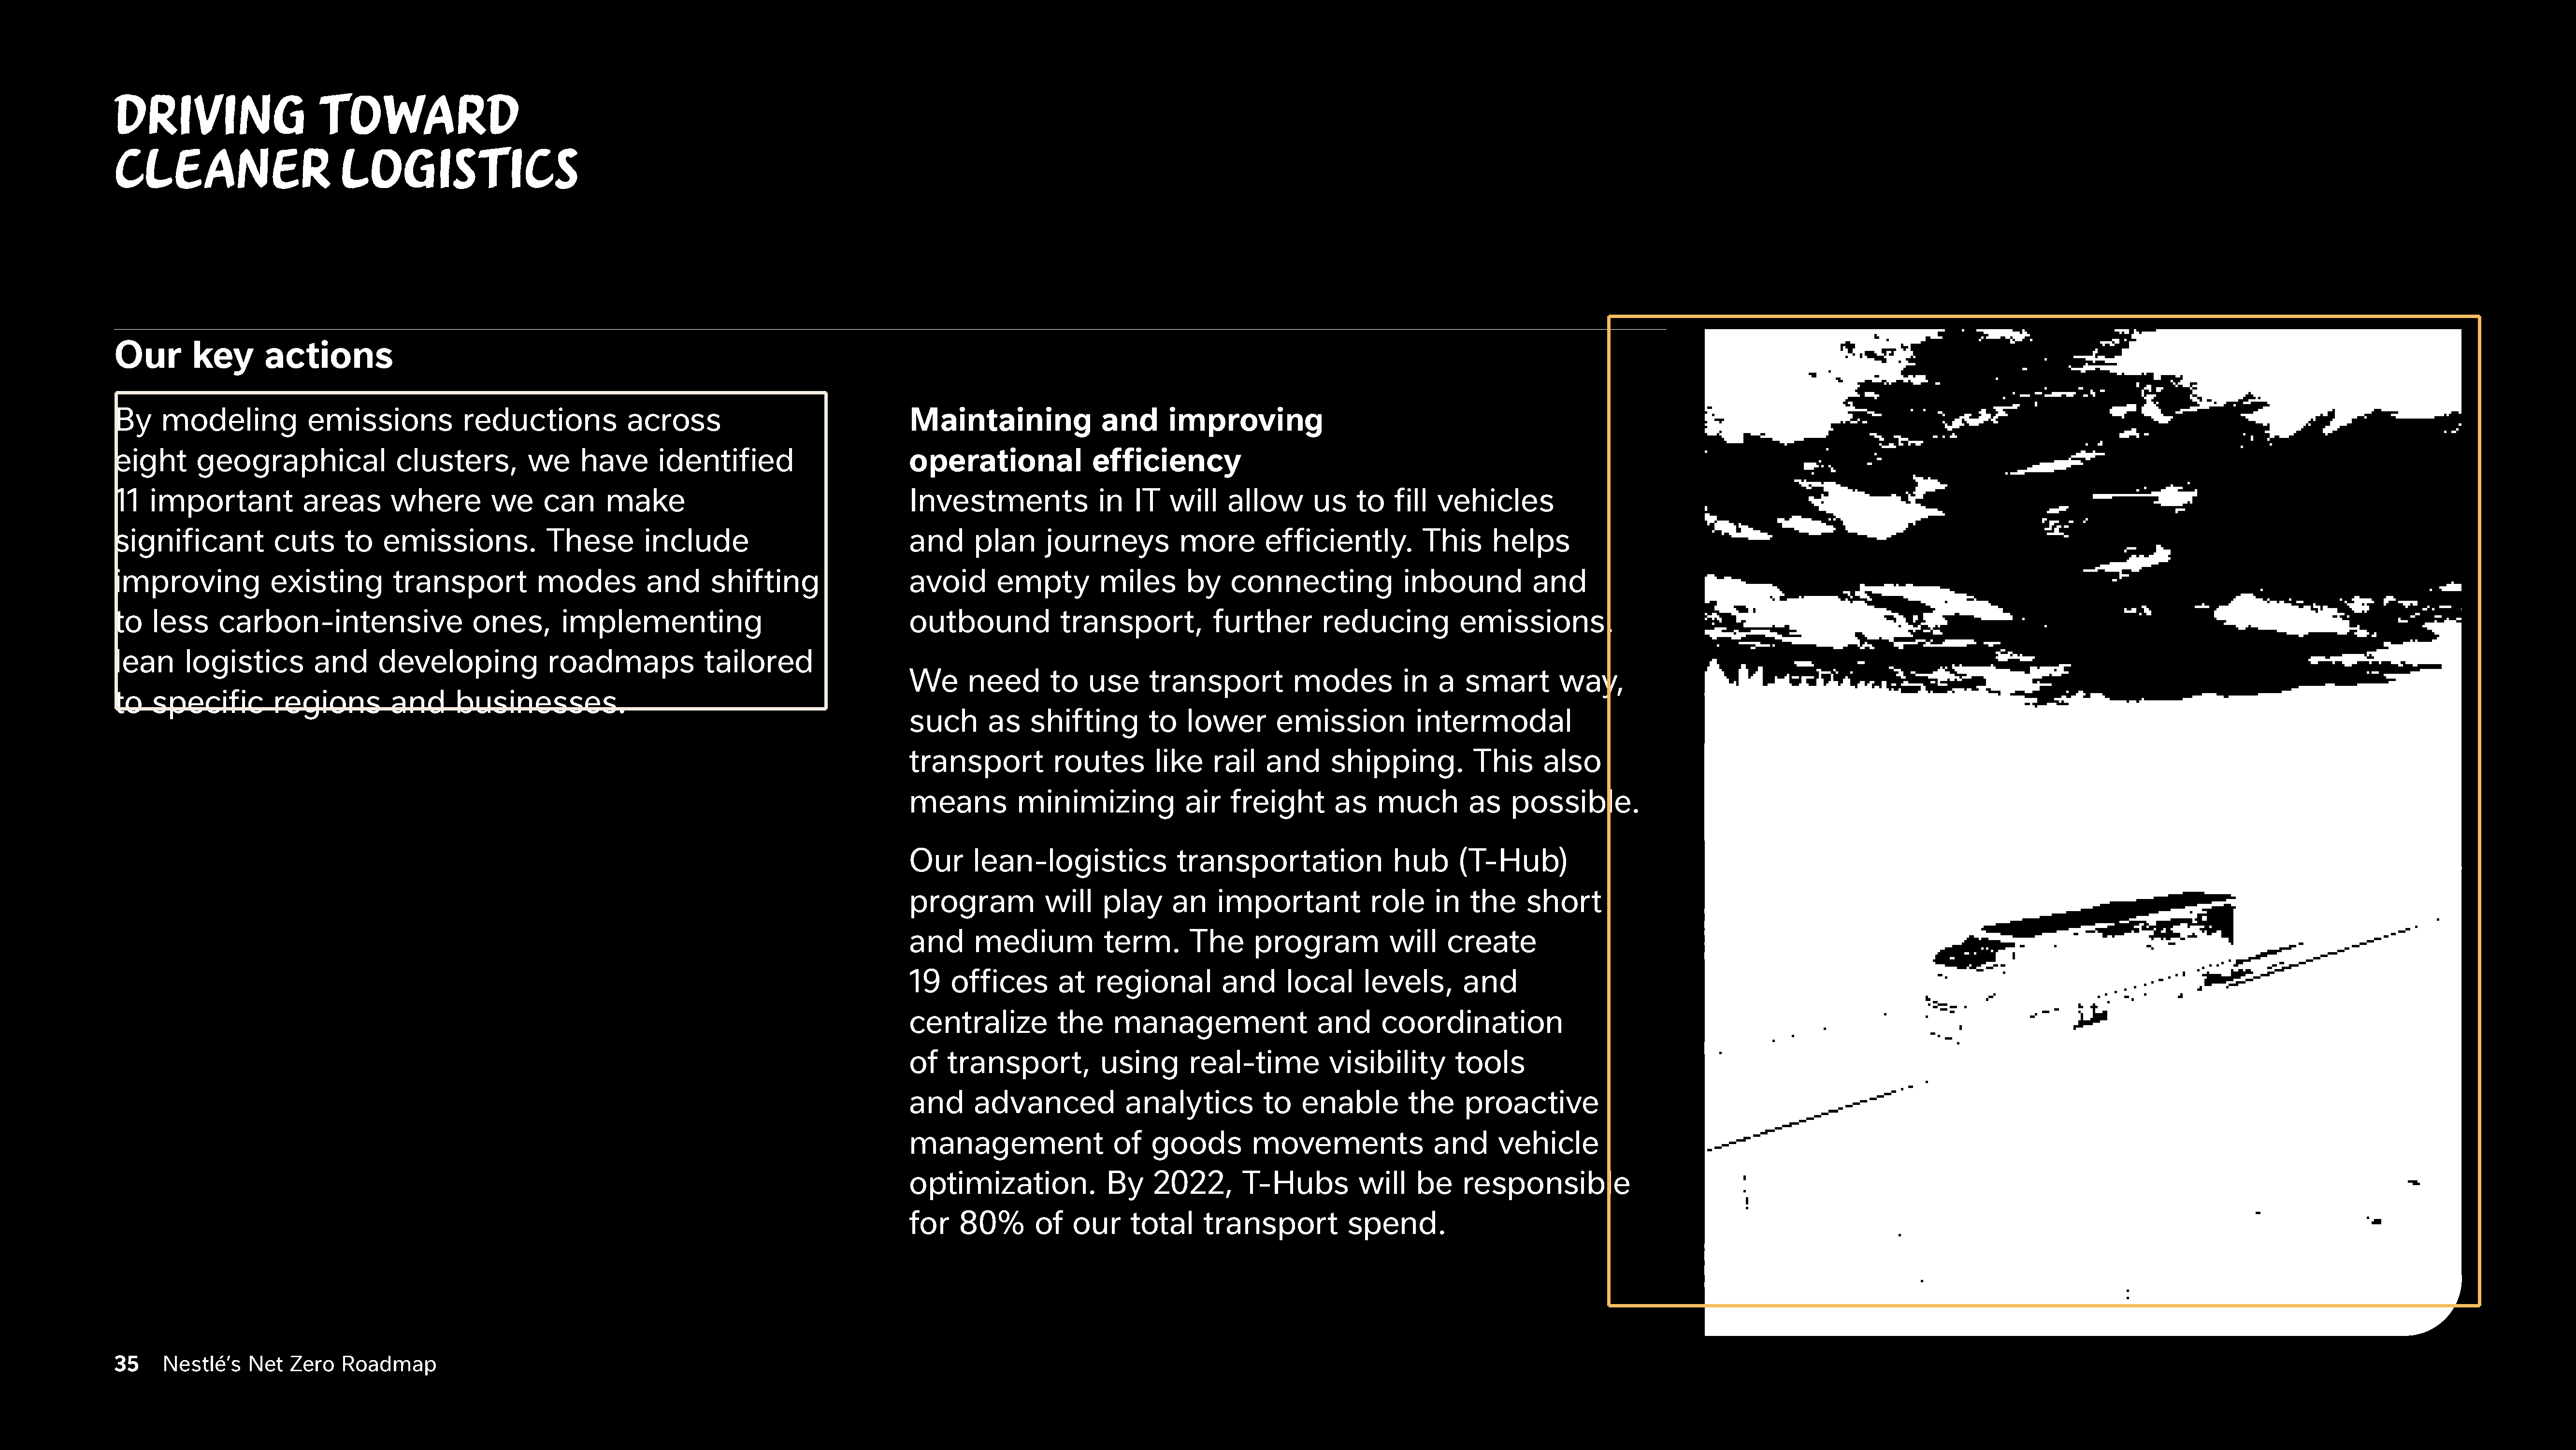 DRIVING TOWARD
CLEANER LOGISTICS
Our key actions
By modeling emissions reductions across
eight geographical clusters, we have identified
11 important areas where we can make
significant cuts to emissions. These include
improving existing transport modes and shifting
to less carbon-intensive ones, implementing
lean logistics and developing roadmaps tailored
to specific regions and businesses.
Maintaining and improving
operational efficiency
Investments in IT will allow us to fill vehicles
and plan journeys more efficiently. This helps
avoid empty miles by connecting inbound and
outbound transport, further reducing emissions.
We need to use transport modes in a smart way,
such as shifting to lower emission intermodal
transport routes like rail and shipping. This also
means minimizing air freight as much as possible.
Our lean-logistics transportation hub (T-Hub)
program will play an important role in the short
and medium term. The program will create
19 offices at regional and local levels, and
centralize the management and coordination
of transport, using real-time visibility tools
and advanced analytics to enable the proactive
management of goods movements and vehicle
optimization. By 2022, T-Hubs will be responsible
for 80% of our total transport spend.
35 Nestlé’s Net Zero Roadmap